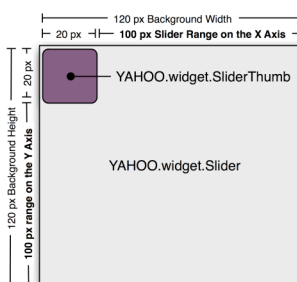 120 px Background Width
20 px
100 px Slider Range on the X Axis
20 px
YAHOO.widget.SliderThumb
120 px Background Height
100 px range on the Y Axis
YAHOO.widget.Slider